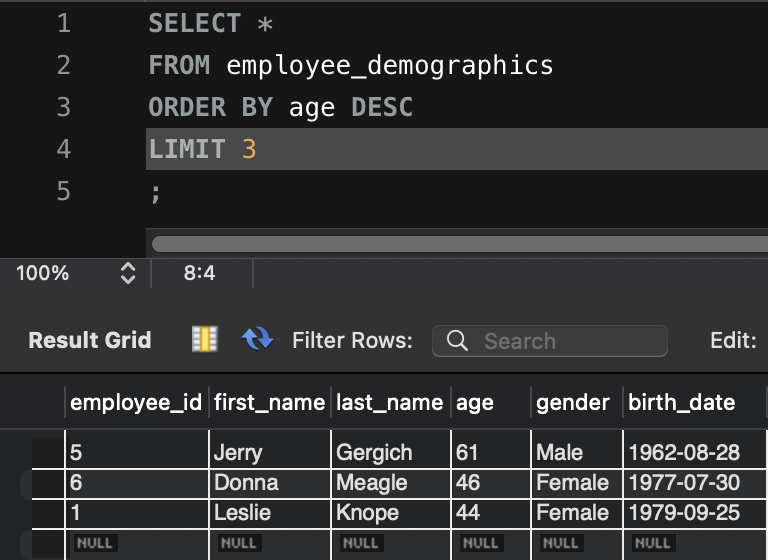 1 SELECT *
2 FROM employee_demographics
3 ORDER BY age DESC
4 LIMIT 3
5 ;
100% 8:4
Result Grid Filter Rows: Search Edit:
employee_id first_name last_name age gender birth_date
5 Jerry Gergich 61 Male 1962-08-28
6 Donna Meagle 46 Female 1977-07-30
1 Leslie Knope 44 Female 1979-09-25
NULL NULL NULL NULL NULL NULL